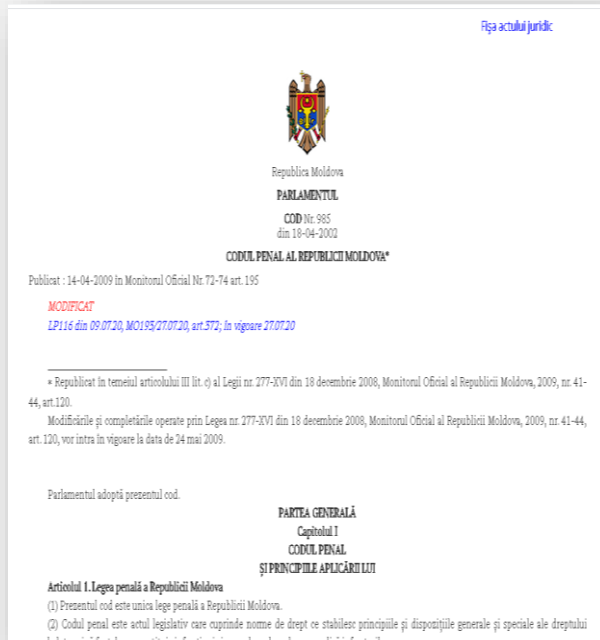 Fișa actului juridic
Republica Moldova
PARLAMENTUL
COD Nr. 985
din 18-04-2002
CODUL PENAL AL REPUBLICII MOLDOVA*
Publicat : 14-04-2009 în Monitorul Oficial Nr. 72-74 art. 195
MODIFICAT
LP116 din 09.07.20, MO193/27.07.20, art.372; în vigoare 27.07.20
* Republicat în temeiul articolului III lit. c) al Legii nr. 277-XVI din 18 decembrie 2008, Monitorul Oficial al Republicii Moldova, 2009, nr. 41-
44, art.120.
Modificările și completările operate prin Legea nr. 277-XVI din 18 decembrie 2008, Monitorul Oficial al Republicii Moldova, 2009, nr. 41-44,
art. 120, vor intra în vigoare la data de 24 mai 2009.
Parlamentul adoptă prezentul cod.
PARTEA GENERALĂ
Capitolul I
CODUL PENAL
ȘI PRINCIPIILE APLICĂRII LUI
Articolul 1. Legea penală a Republicii Moldova
(1) Prezentul cod este unica lege penală a Republicii Moldova.
(2) Codul penal este actul legislativ care cuprinde norme de drept ce stabilesc principiile și dispozițiile generale și speciale ale dreptului